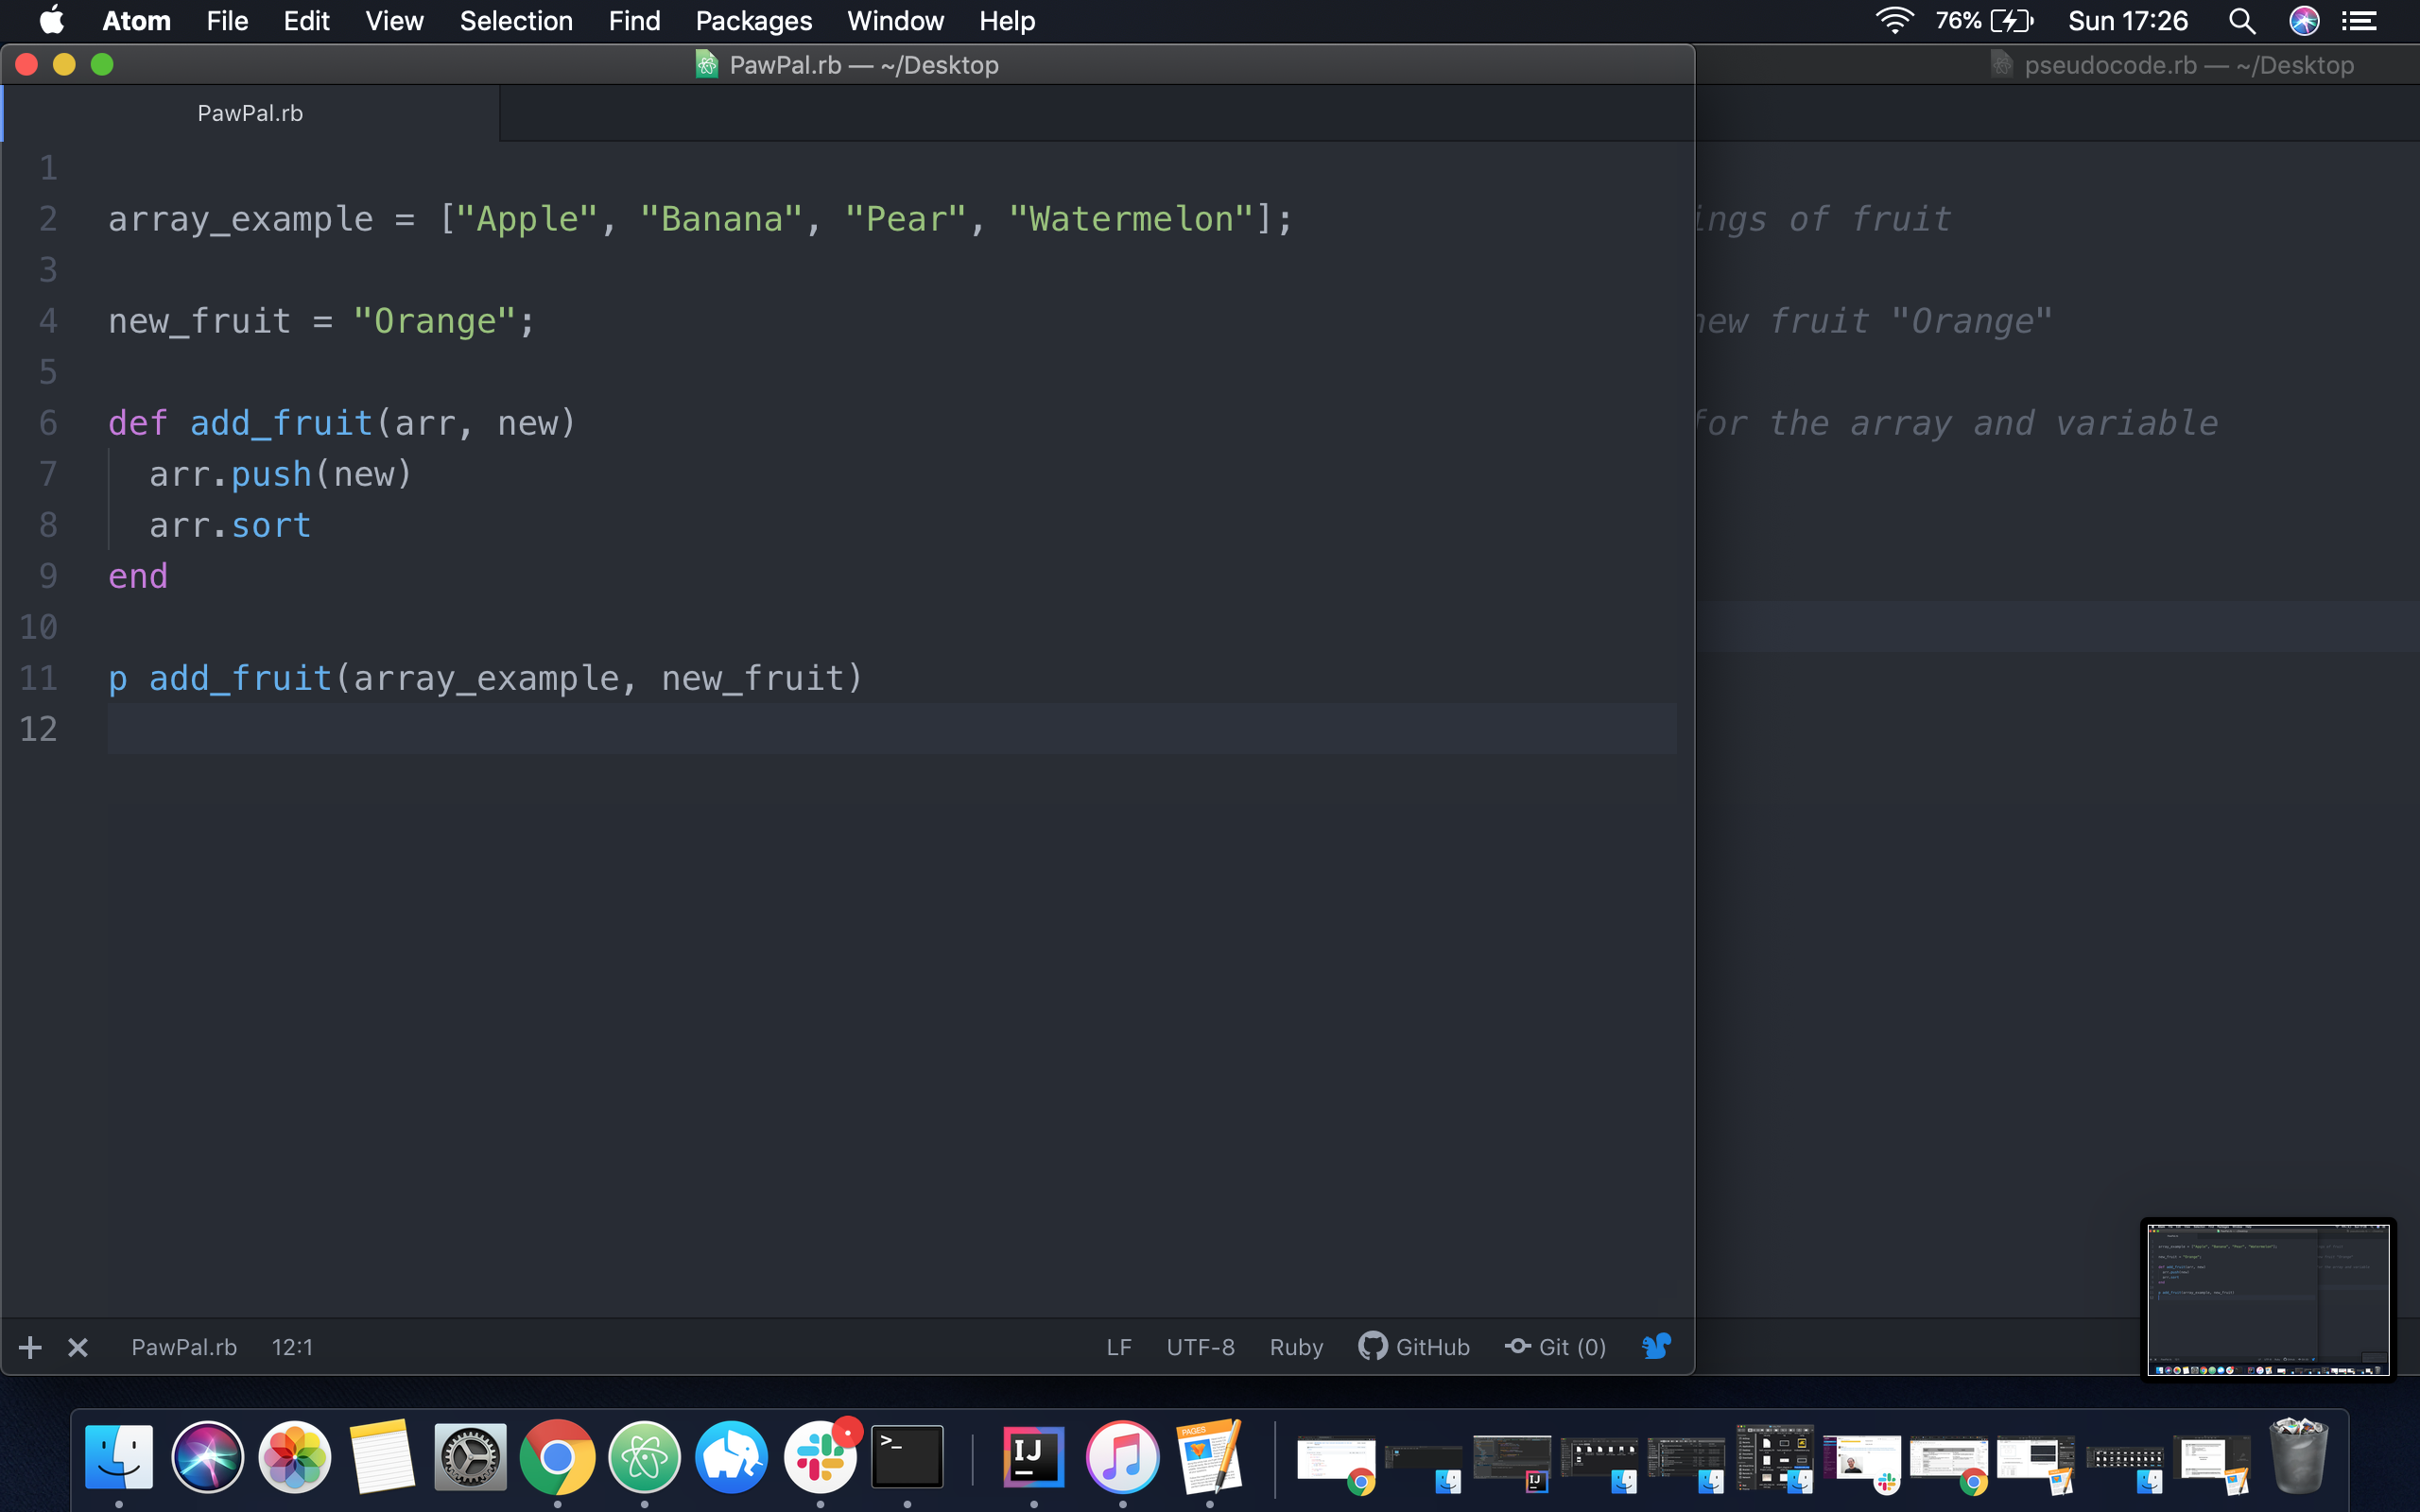 Atom File Edit View Selection Find Packages Window Help 76% Sun 17:26
PawPal.rb — ~/Desktop
pseudocode.rb — ~/Desktop
PawPal.rb
1
2 array_example = ["Apple", "Banana", "Pear", "Watermelon"];
3
4 new_fruit = "Orange";
5
6 def add_fruit(arr, new)
7 arr.push(new)
8 arr.sort
9 end
10
11 p add_fruit(array_example, new_fruit)
12
ings of fruit
new fruit "Orange"
for the array and variable
PawPal.rb 12:1 LF UTF-8 Ruby GitHub Git (0)
>_
IJ
PAGES